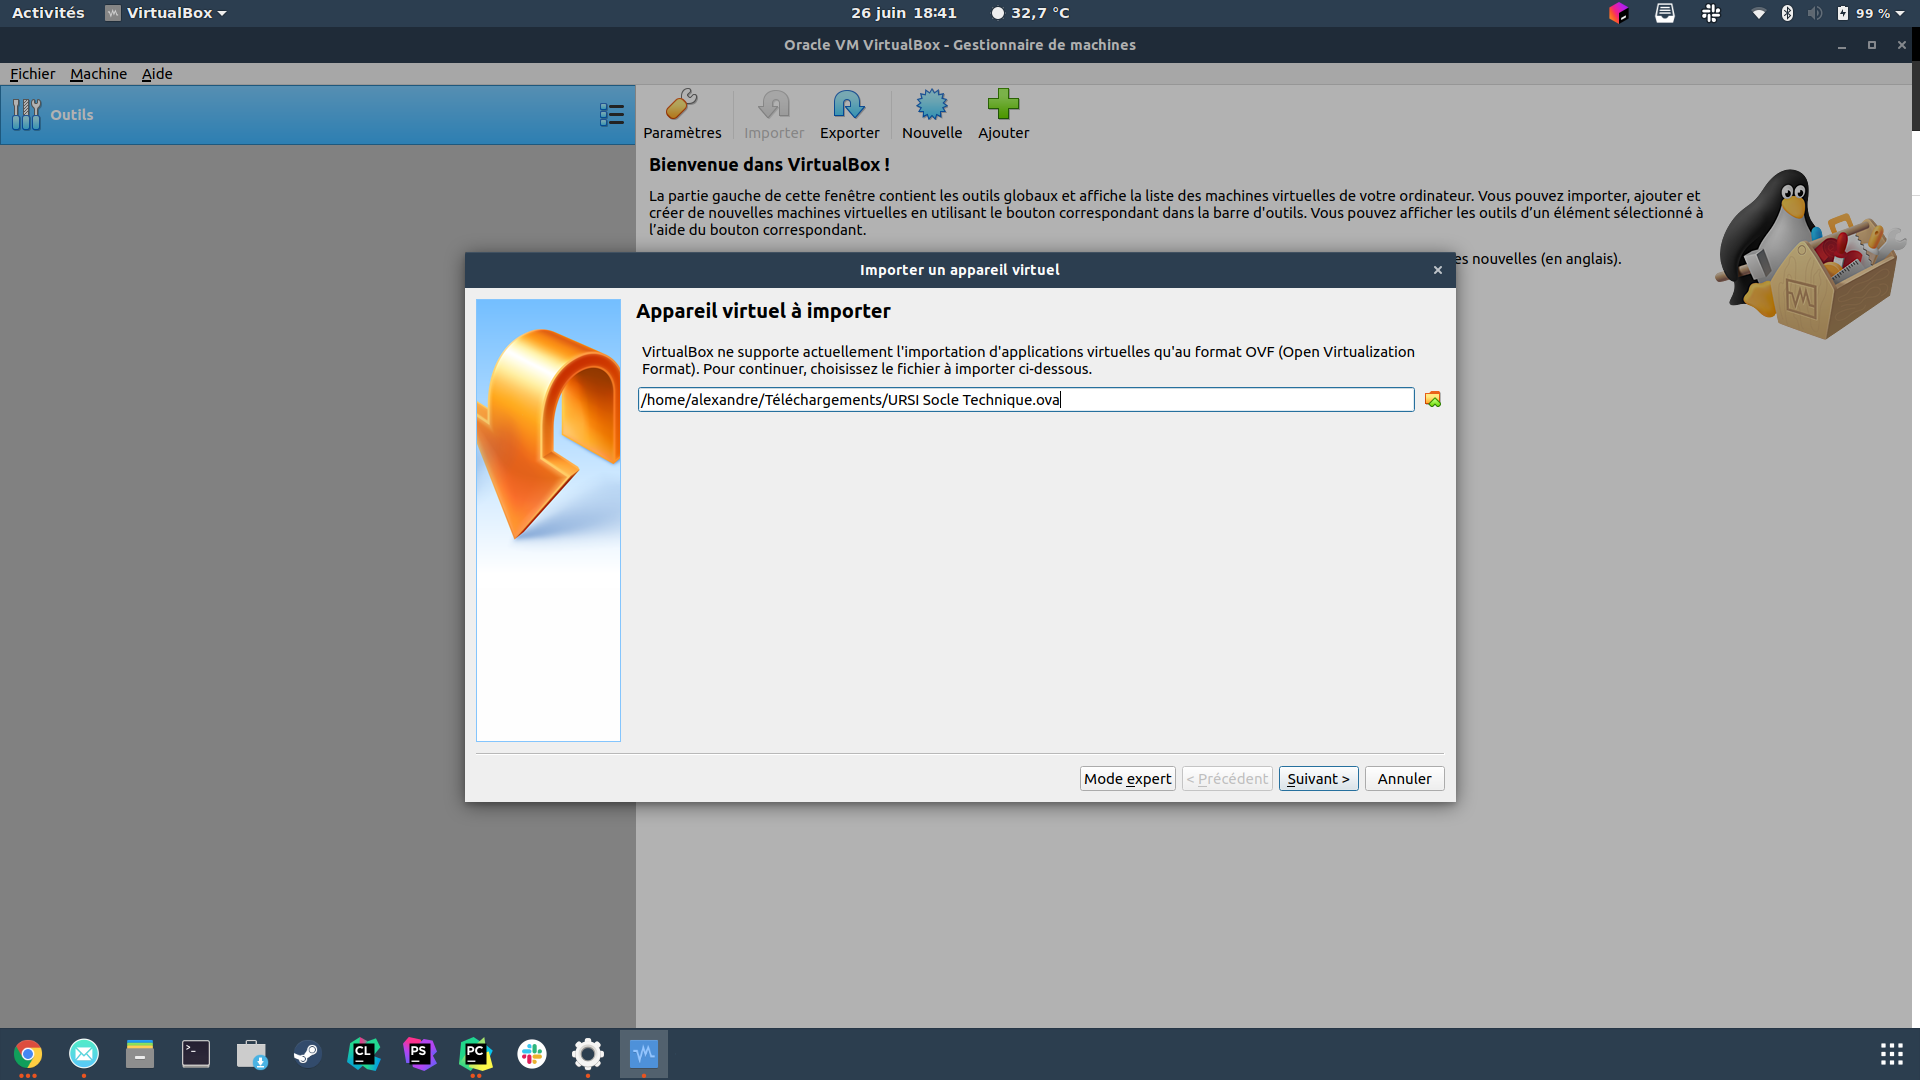 Activités
VirtualBox
26 juin 18:41
32,7 °C
99 %
Oracle VM VirtualBox - Gestionnaire de machines
Fichier Machine Aide
Outils
Paramètres Importer Exporter Nouvelle Ajouter
Bienvenue dans VirtualBox !
La partie gauche de cette fenêtre contient les outils globaux et affiche la liste des machines virtuelles de votre ordinateur. Vous pouvez importer, ajouter et
créer de nouvelles machines virtuelles en utilisant le bouton correspondant dans la barre d'outils. Vous pouvez afficher les outils d’un élément sélectionné à
l’aide du bouton correspondant.
es nouvelles (en anglais).
Importer un appareil virtuel
Appareil virtuel à importer
VirtualBox ne supporte actuellement l'importation d'applications virtuelles qu'au format OVF (Open Virtualization
Format). Pour continuer, choisissez le fichier à importer ci-dessous.
/home/alexandre/Téléchargements/URSI Socle Technique.ova
Mode expert < Précédent Suivant > Annuler
CL
PS
PC